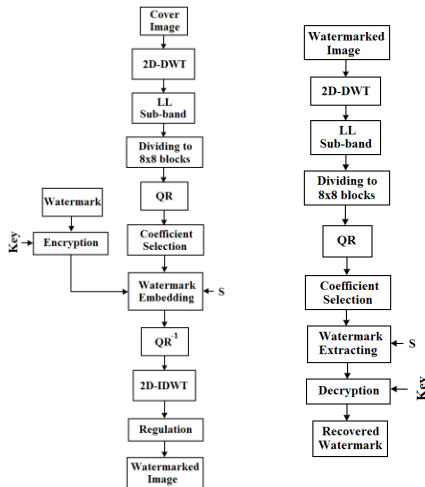 Cover
Image
2D-DWT
LL
Sub-band
Dividing to
8x8 blocks
QR
Watermark
Key
Encryption
Coefficient
Selection
Watermark
Embedding
S
QR-1
2D-IDWT
Regulation
Watermarked
Image
Watermarked
Image
2D-DWT
LL
Sub-band
Dividing to
8x8 blocks
QR
Coefficient
Selection
Watermark
Extracting
S
Decryption
Key
Recovered
Watermark